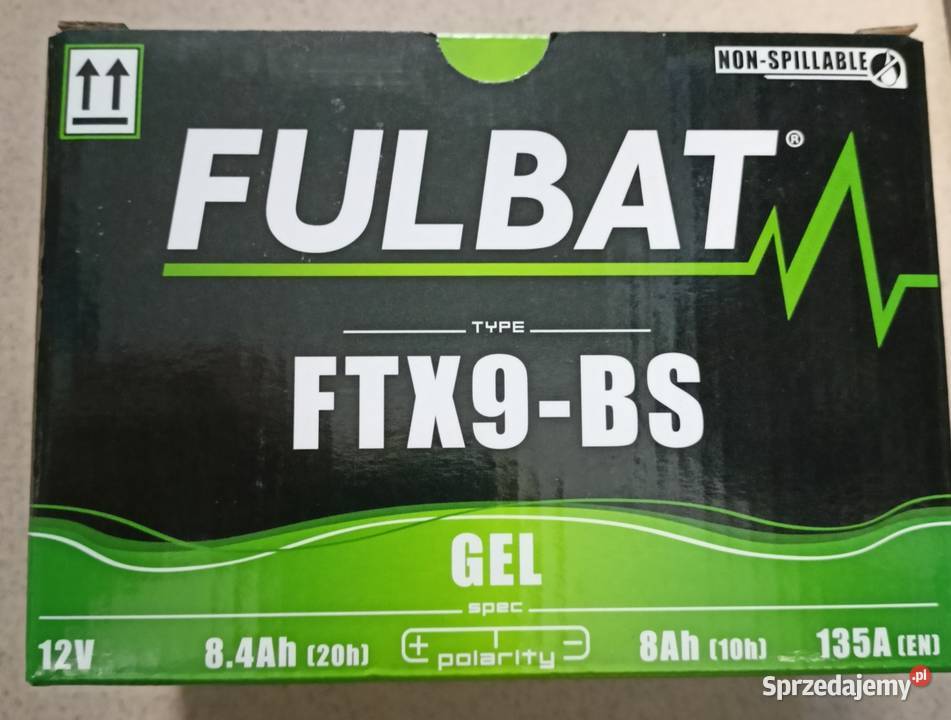 NON-SPILLABLE
FULBAT®
TYPE
FTX9-BS
GEL
spec
12V 8.4Ah (20h) + polarity - 8Ah (10h) 135A (EN)
Sprzedajemy.pl